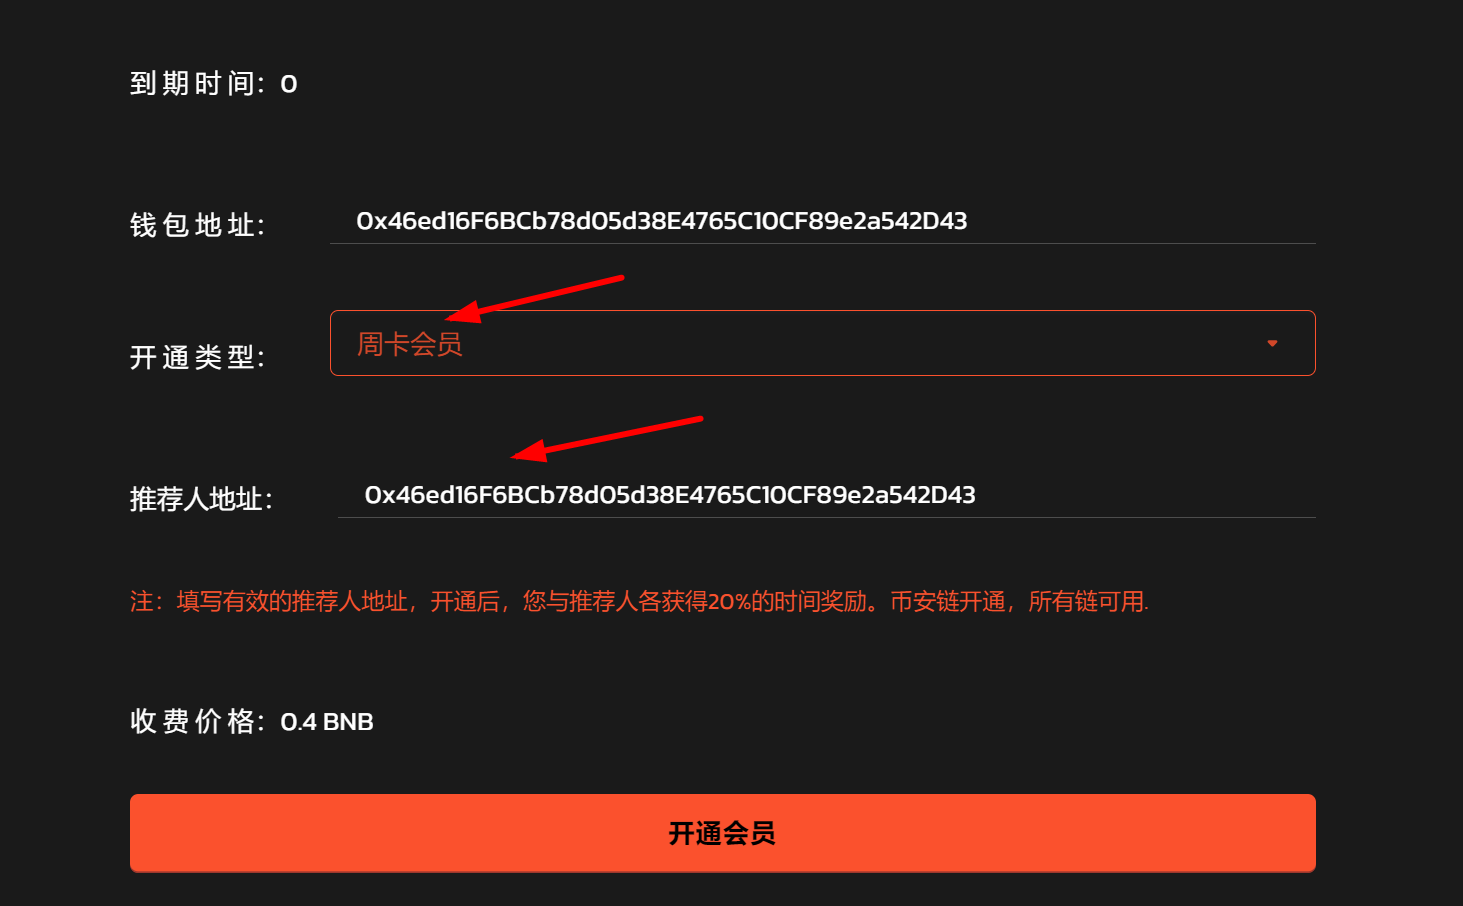 到期时间：0
钱包地址： 0x46ed16F6BCb78d05d38E4765C10CF89e2a542D43
开通类型： 周卡会员
推荐人地址： 0x46ed16F6BCb78d05d38E4765C10CF89e2a542D43
注：填写有效的推荐人地址，开通后，您与推荐人各获得20%的时间奖励。币安链开通，所有链可用.
收费价格：0.4 BNB
开通会员